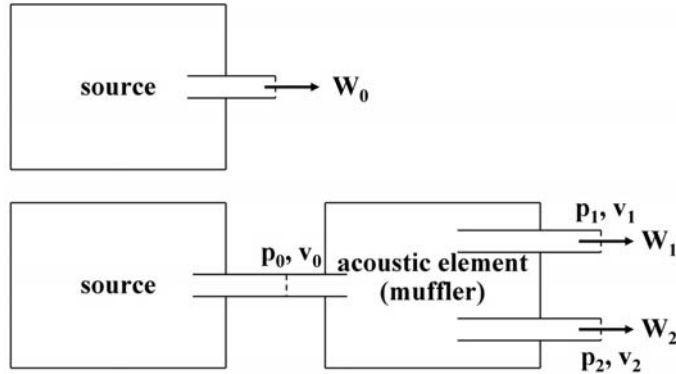 source
W₀
source
p₀, v₀
acoustic element
(muffler)
p₁, v₁
W₁
W₂
p₂, v₂